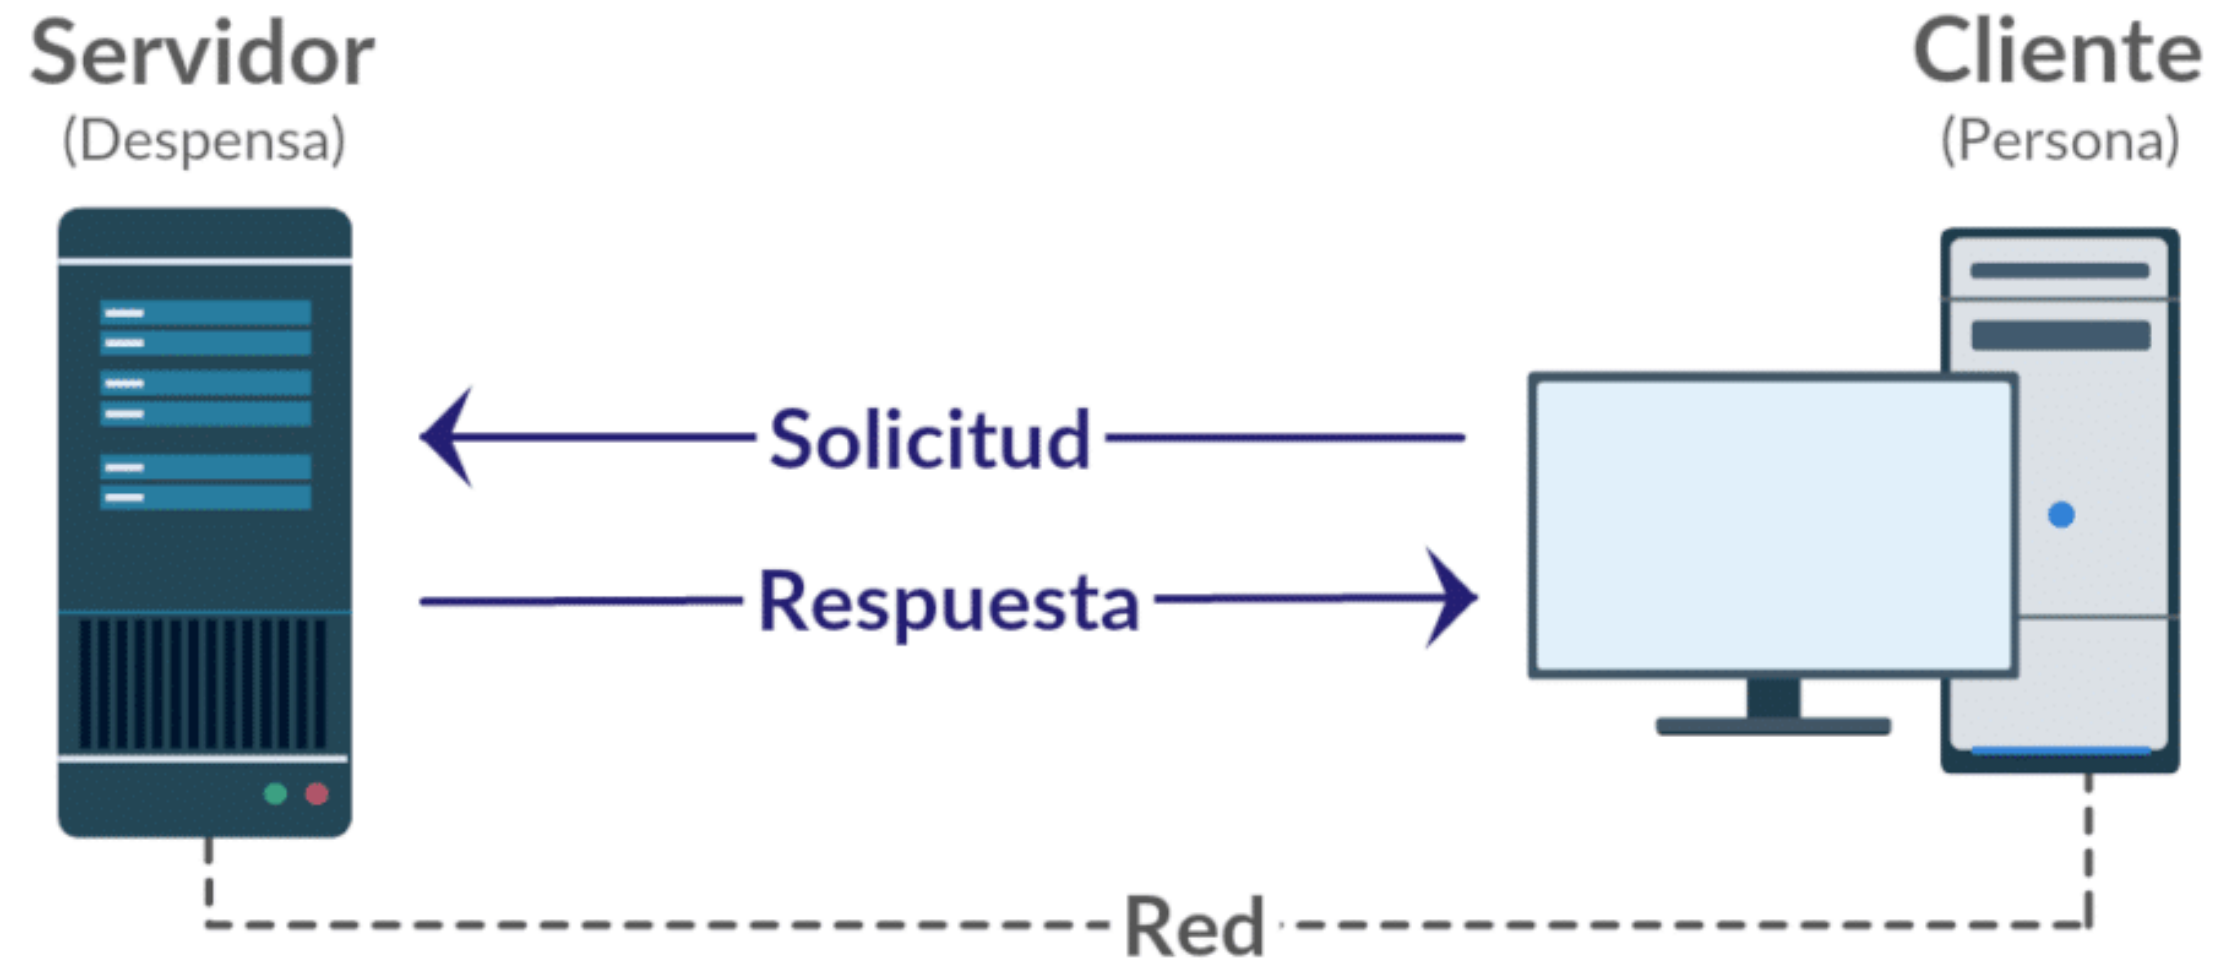 Servidor
(Despensa)
Cliente
(Persona)
Solicitud
Respuesta
Red